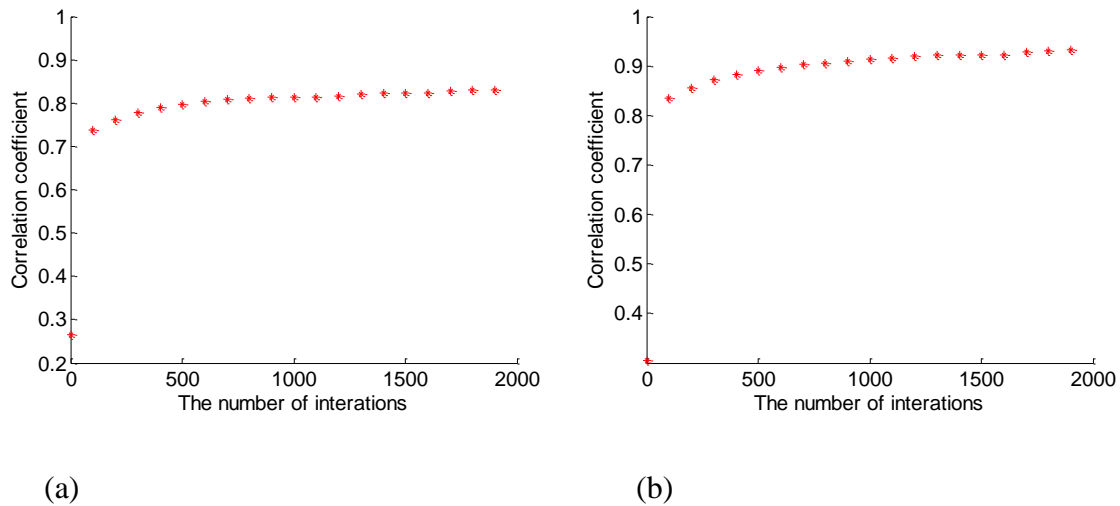 1
0.9
0.8
0.7
0.6
0.5
0.4
0.3
0.2
Correlation coefficient
0 500 1000 1500 2000
The number of interations
(a)
1
0.9
0.8
0.7
0.6
0.5
0.4
Correlation coefficient
0 500 1000 1500 2000
The number of interations
(b)